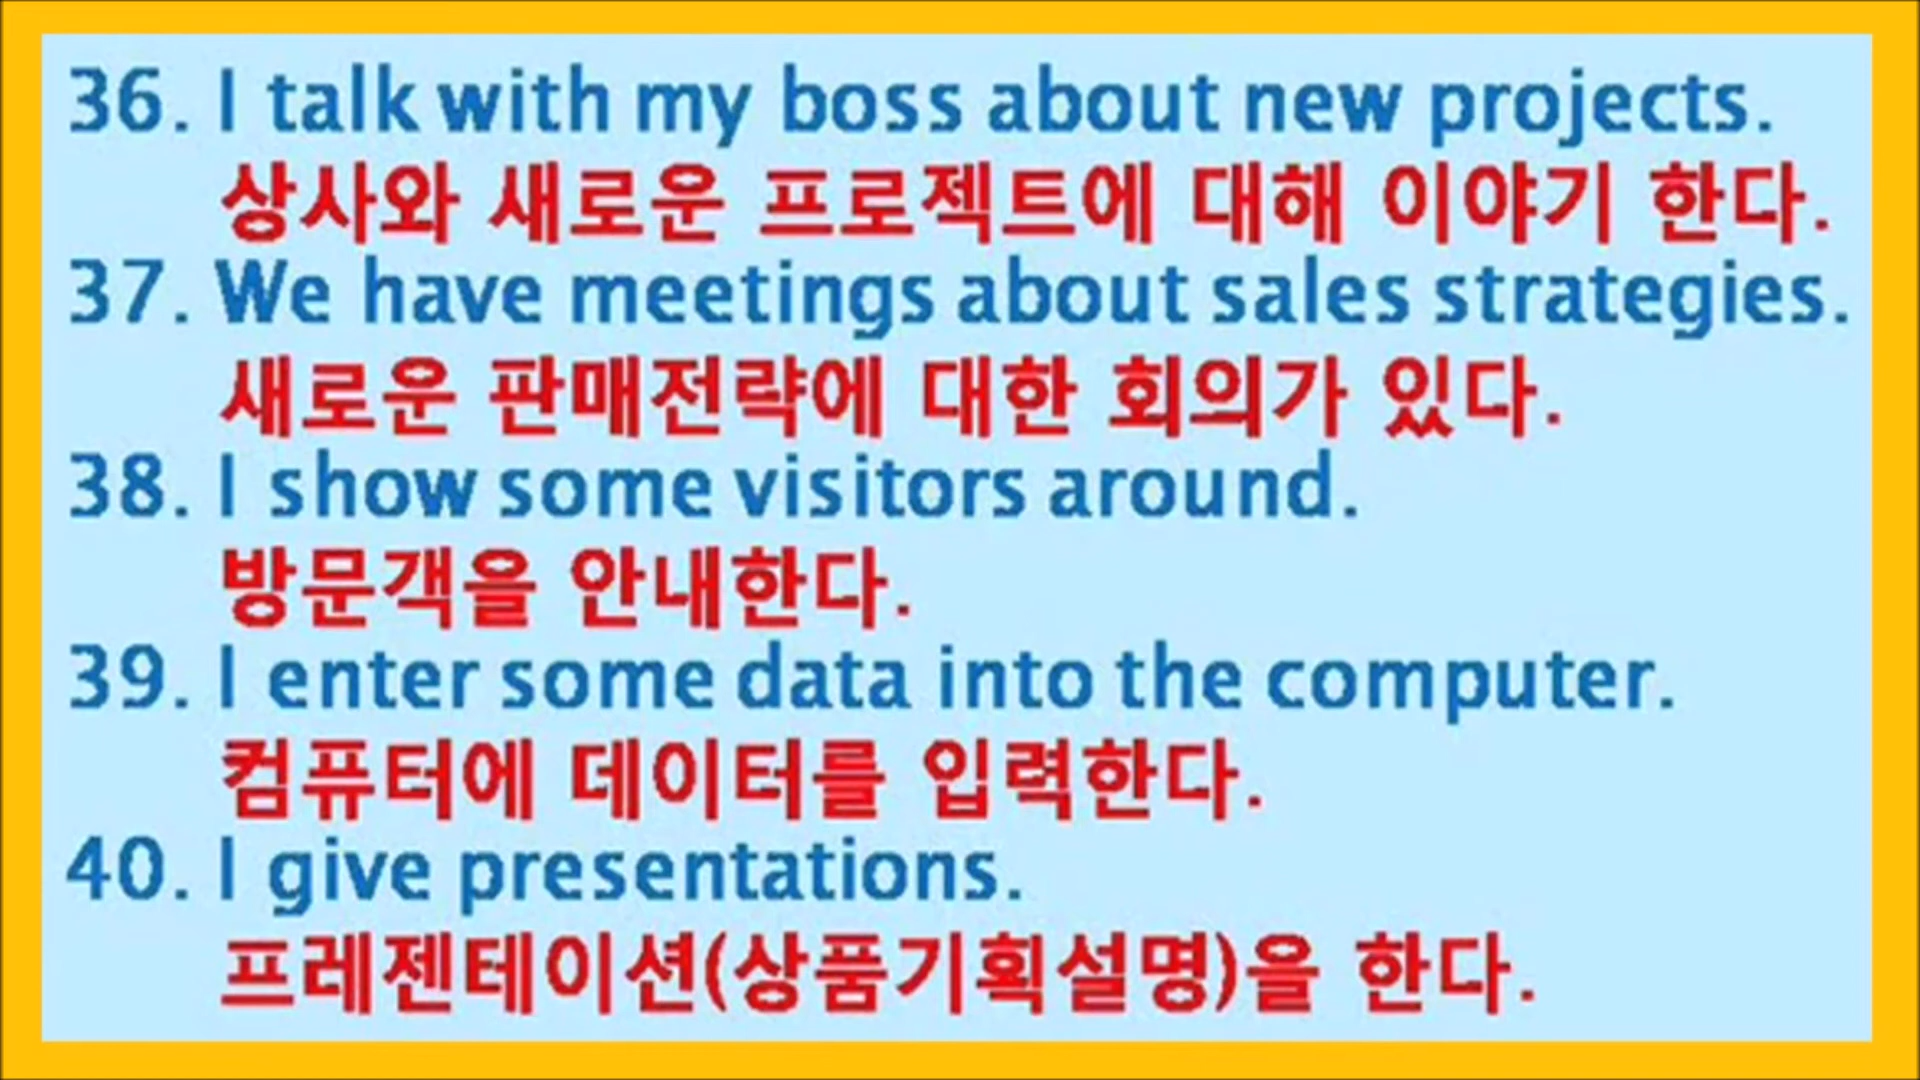 36. I talk with my boss about new projects.
상사와 새로운 프로젝트에 대해 이야기 한다.
37. We have meetings about sales strategies.
새로운 판매전략에 대한 회의가 있다.
38. I show some visitors around.
방문객을 안내한다.
39. I enter some data into the computer.
컴퓨터에 데이터를 입력한다.
40. I give presentations.
프레젠테이션(상품기획설명)을 한다.